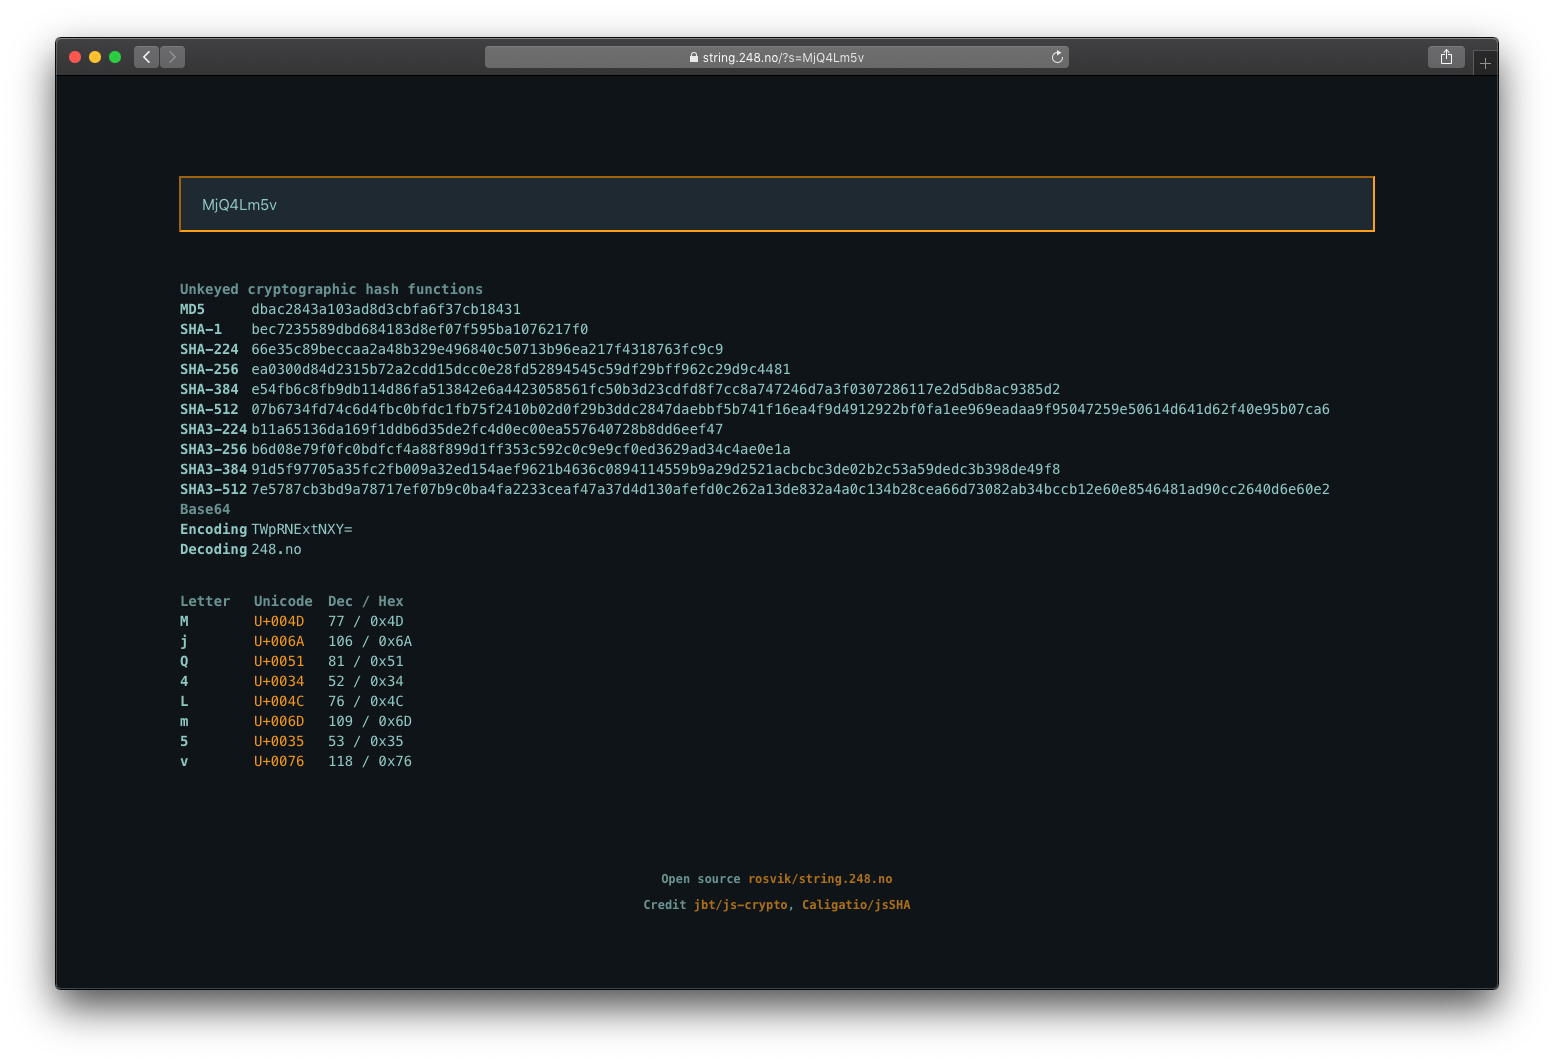 string.248.no/?s=MjQ4Lm5v
MjQ4Lm5v
Unkeyed cryptographic hash functions
MD5 dbac2843a103ad8d3cbfa6f37cb18431
SHA-1 bec7235589dbd684183d8ef07f595ba1076217f0
SHA-224 66e35c89beccaa2a48b329e496840c50713b96ea217f4318763fc9c9
SHA-256 ea0300d84d2315b72a2cdd15dcc0e28fd52894545c59df29bff962c29d9c4481
SHA-384 e54fb6c8fb9db114d86fa513842e6a4423058561fc50b3d23cdfd8f7cc8a747246d7a3f0307286117e2d5db8ac9385d2
SHA-512 07b6734fd74c6d4fbc0bfdc1fb75f2410b02d0f29b3ddc2847daebbf5b741f16ea4f9d4912922bf0fa1ee969eadaa9f95047259e50614d641d62f40e95b07ca6
SHA3-224 b11a65136da169f1ddb6d35de2fc4d0ec00ea557640728b8dd6eef47
SHA3-256 b6d08e79f0fc0bdfcf4a88f899d1ff353c592c0c9e9cf0ed3629ad34c4ae0e1a
SHA3-384 91d5f97705a35fc2fb009a32ed154aef9621b4636c0894114559b9a29d2521acbcbc3de02b2c53a59dedc3b398de49f8
SHA3-512 7e5787cb3bd9a78717ef07b9c0ba4fa2233ceaf47a37d4d130afefd0c262a13de832a4a0c134b28cea66d73082ab34bccb12e60e8546481ad90cc2640d6e60e2
Base64
Encoding TWpRNExtNXY=
Decoding 248.no
Letter Unicode Dec / Hex
M U+004D 77 / 0x4D
j U+006A 106 / 0x6A
Q U+0051 81 / 0x51
4 U+0034 52 / 0x34
L U+004C 76 / 0x4C
m U+006D 109 / 0x6D
5 U+0035 53 / 0x35
v U+0076 118 / 0x76
Open source rosvik/string.248.no
Credit jbt/js-crypto, Caligatio/jsSHA